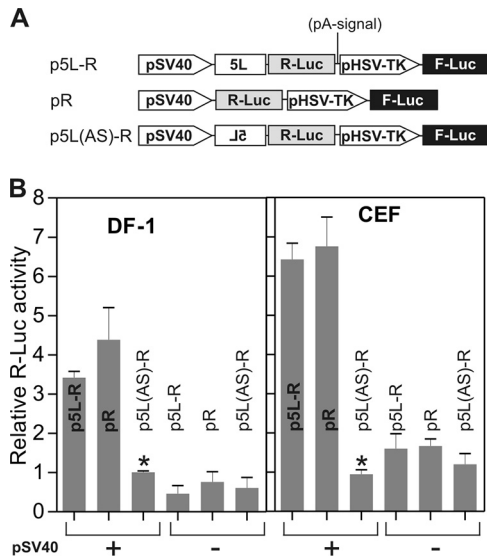 A
(pA-signal)
p5L-R pSV40 5L R-Luc pHSV-TK F-Luc
pR pSV40 R-Luc pHSV-TK F-Luc
p5L(AS)-R pSV40 5L R-Luc pHSV-TK F-Luc
B
Relative R-Luc activity
8
7
6
5
4
3
2
1
0
DF-1
p5L-R pR p5L(AS)-R p5L-R pR p5L(AS)-R
*
CEF
p5L-R pR p5L(AS)-R p5L-R pR p5L(AS)-R
*
pSV40 + - + -